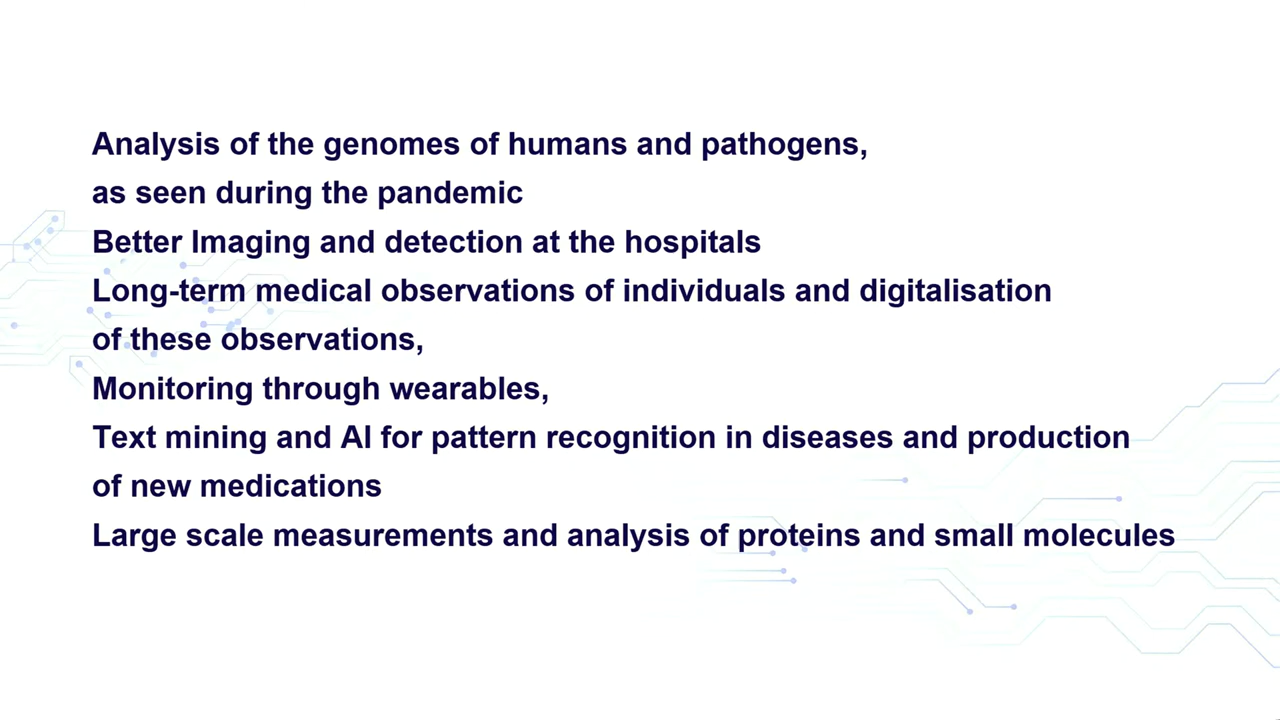 Analysis of the genomes of humans and pathogens,
as seen during the pandemic
Better Imaging and detection at the hospitals
Long-term medical observations of individuals and digitalisation
of these observations,
Monitoring through wearables,
Text mining and AI for pattern recognition in diseases and production
of new medications
Large scale measurements and analysis of proteins and small molecules